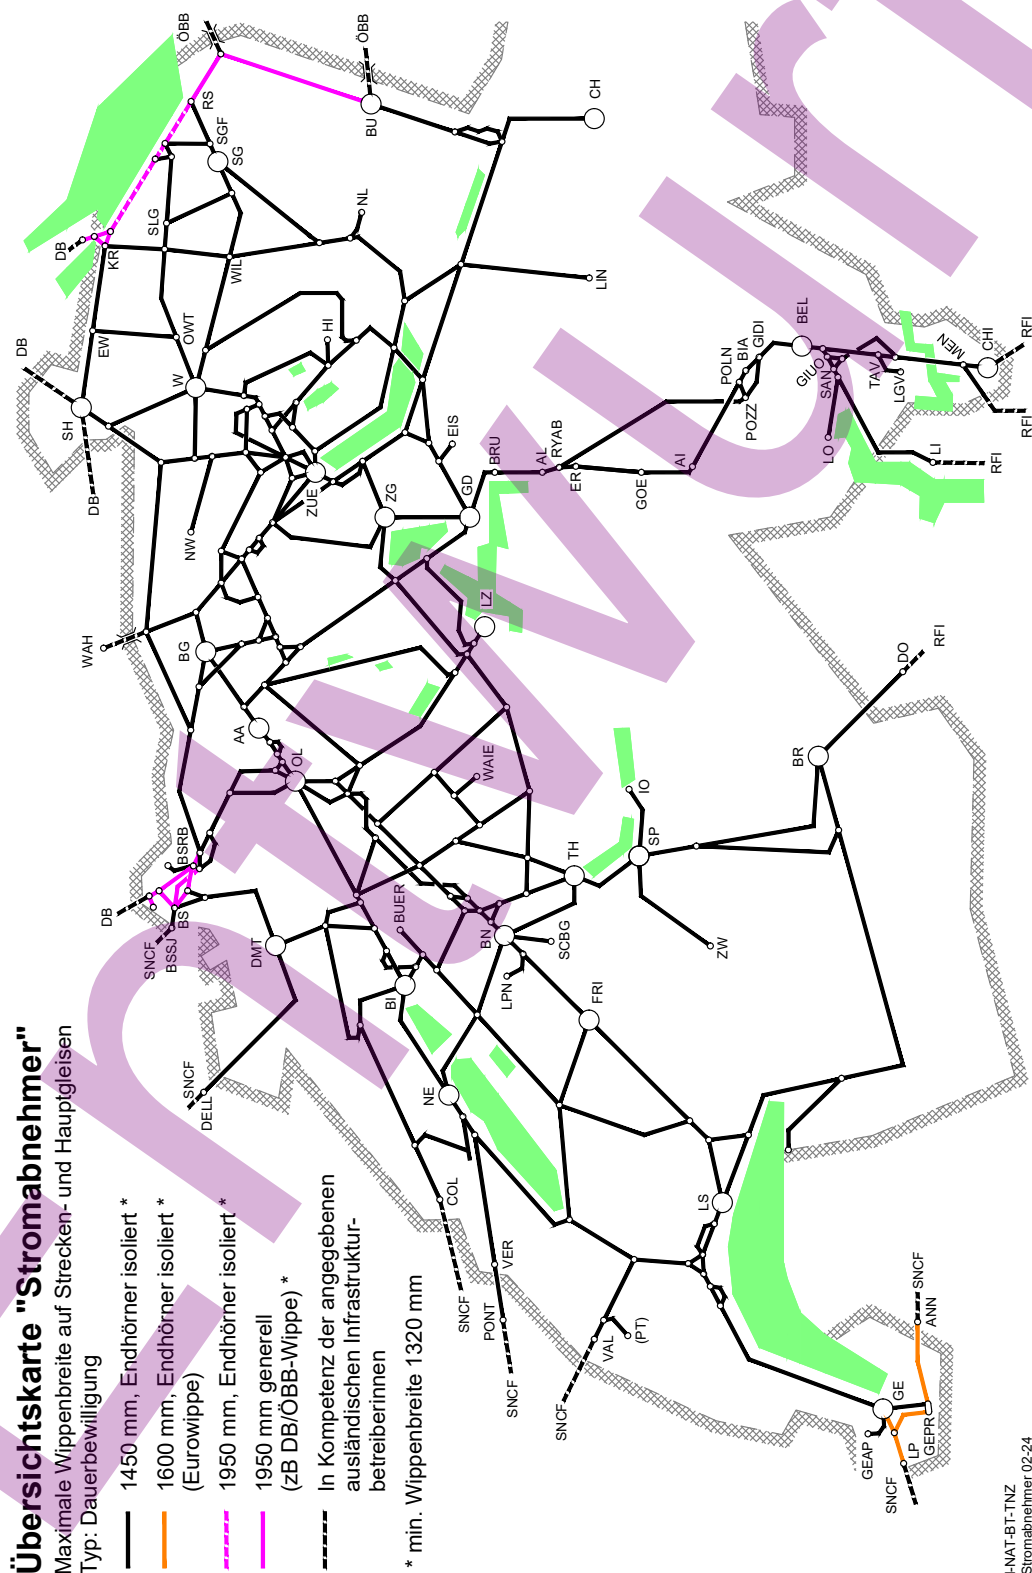 Übersichtskarte "Stromabnehmer"
Maximale Wippenbreite auf Strecken- und Hauptgleisen
Typ: Dauerbewilligung
1450 mm, Endhörner isoliert *
1600 mm, Endhörner isoliert *
(Eurowippe)
1950 mm, Endhörner isoliert *
1950 mm generell
(zB DB/ÖBB-Wippe) *
In Kompetenz der angegebenen
ausländischen Infrastruktur-
betreiberinnen
* min. Wippenbreite 1320 mm
I-NAT-BT-TNZ
Stromabnehmer 02-24
Entwurf
ÖBB
ÖBB
RS
SGF
SG
BU
CH
DB
KR
SLG
WIL
NL
LIN
DB
EW
OWT
HI
SH
W
DB
NW
ZUE
EIS
ZG
GD
BRU
AL
RYAB
ER
GOE
AI
POLN
BIA
GIDI
POZZ
BEL
GIUO
SAN
TAV
LGV
MEN
CHI
RFI
RFI
LO
LI
RFI
WAH
BG
LZ
AA
OL
WAIE
IO
BR
DO
RFI
BSRB
DB
BS
SNCF
BSSJ
DMT
BUER
TH
SP
BN
SCBG
ZW
BI
LPN
FRI
SNCF
DELL
NE
COL
SNCF
VER
PONT
SNCF
LS
VAL
(PT)
SNCF
SNCF
ANN
GE
GEAP
GEPR
LP
SNCF